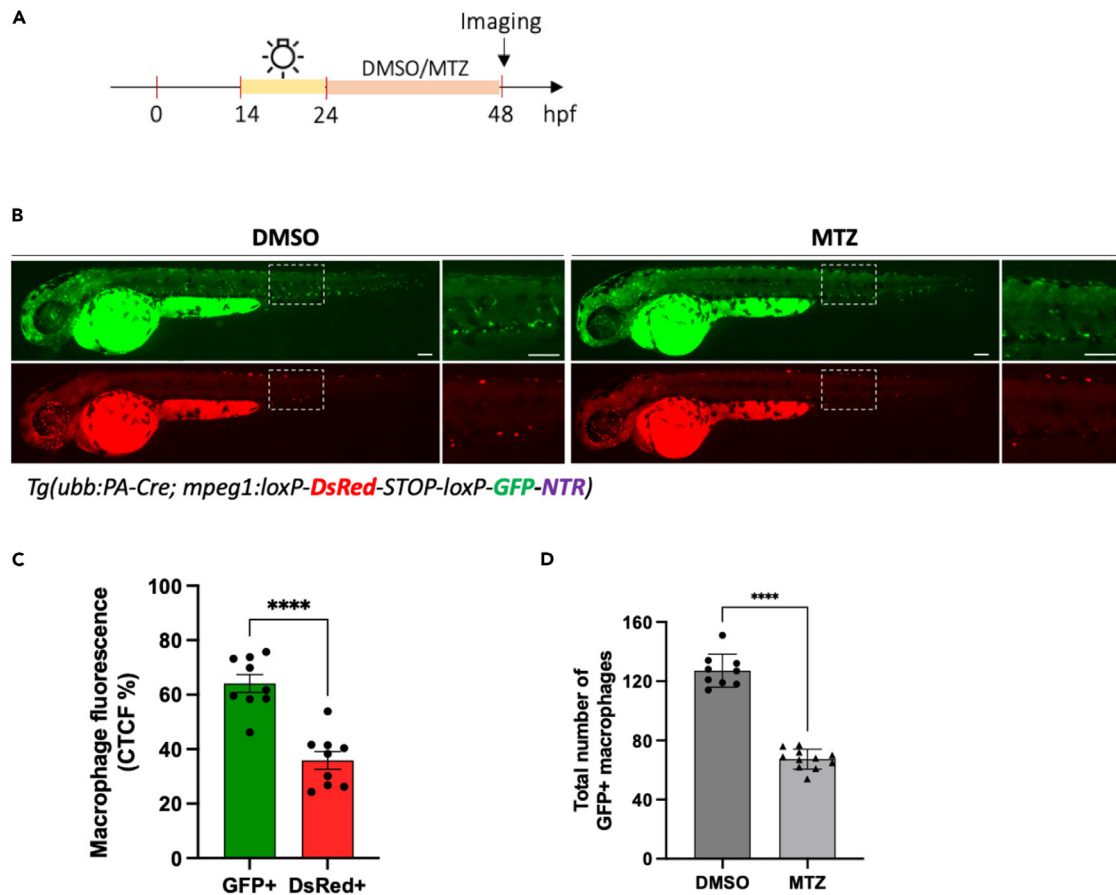 A
Imaging
DMSO/MTZ
0 14 24 48 hpf
B
DMSO MTZ
Tg(ubb:PA-Cre; mpeg1:loxP-DsRed-STOP-loxP-GFP-NTR)
C
Macrophage fluorescence
(CTCF %)
100
80
60
40
20
0
****
GFP+ DsRed+
D
Total number of
GFP+ macrophages
160
120
80
40
0
****
DMSO MTZ